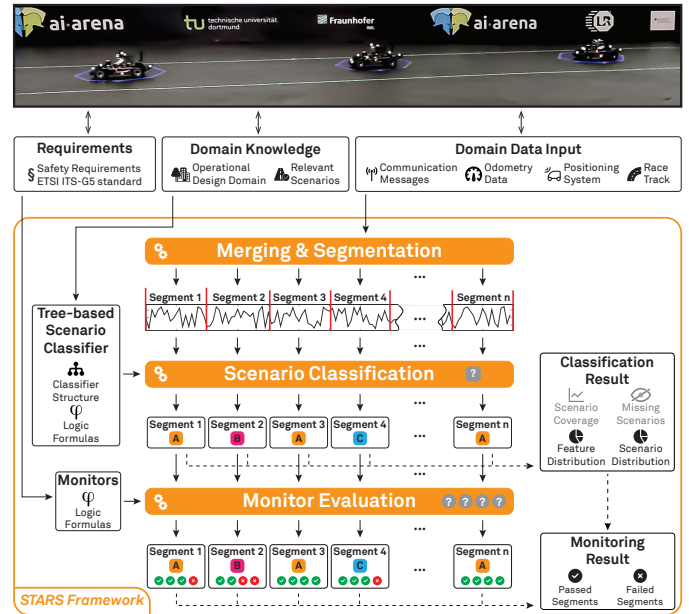 ai·arena
technische universität
dortmund
Fraunhofer
ai·arena
LR
Requirements
§ Safety Requirements
ETSI ITS-G5 standard
Domain Knowledge
Operational
Design Domain
Relevant
Scenarios
Domain Data Input
Communication
Messages
Odometry
Data
Positioning
System
Race
Track
Merging & Segmentation
...
Segment 1
Segment 2
Segment 3
Segment 4
Segment n
...
...
Tree-based
Scenario
Classifier
Classifier
Structure
φ
Logic
Formulas
Scenario Classification ?
...
Segment 1
A
Segment 2
B
Segment 3
A
Segment 4
C
...
Segment n
A
Classification
Result
Scenario
Coverage
Missing
Scenarios
Feature
Distribution
Scenario
Distribution
Monitors
φ
Logic
Formulas
Monitor Evaluation ? ? ? ?
...
Segment 1
A
Segment 2
B
Segment 3
A
Segment 4
C
...
Segment n
A
Monitoring
Result
Passed
Segments
Failed
Segments
STARS Framework